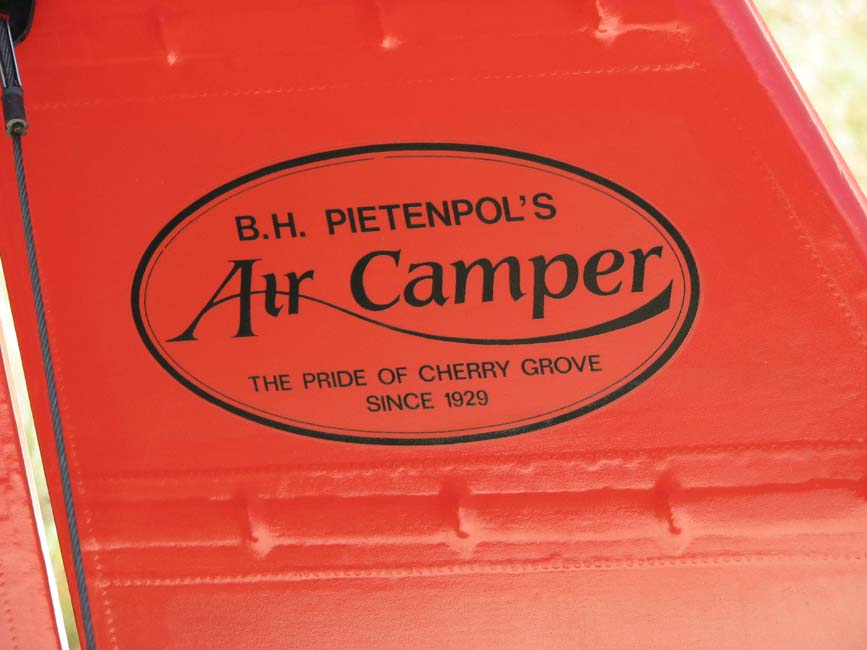 B.H. PIETENPOL'S
Air Camper
THE PRIDE OF CHERRY GROVE
SINCE 1929